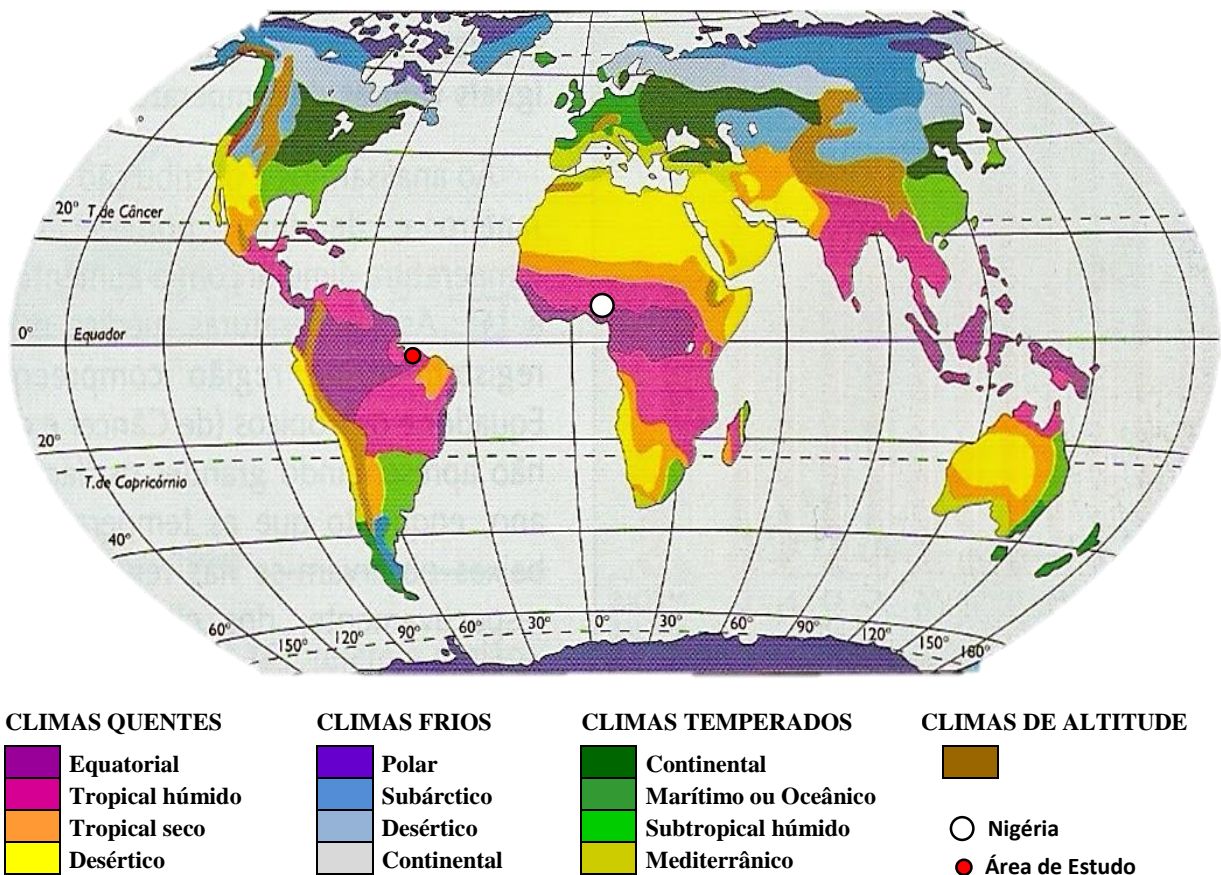 20° T.de Câncer
0° Equador
20°
T.de Capricórnio
40°
60°
150° 120° 90° 60° 30° 0° 30° 60° 90° 120° 150° 180°
CLIMAS QUENTES
Equatorial
Tropical húmido
Tropical seco
Desértico
CLIMAS FRIOS
Polar
Subárctico
Desértico
Continental
CLIMAS TEMPERADOS
Continental
Marítimo ou Oceânico
Subtropical húmido
Mediterrânico
CLIMAS DE ALTITUDE
Nigéria
Área de Estudo